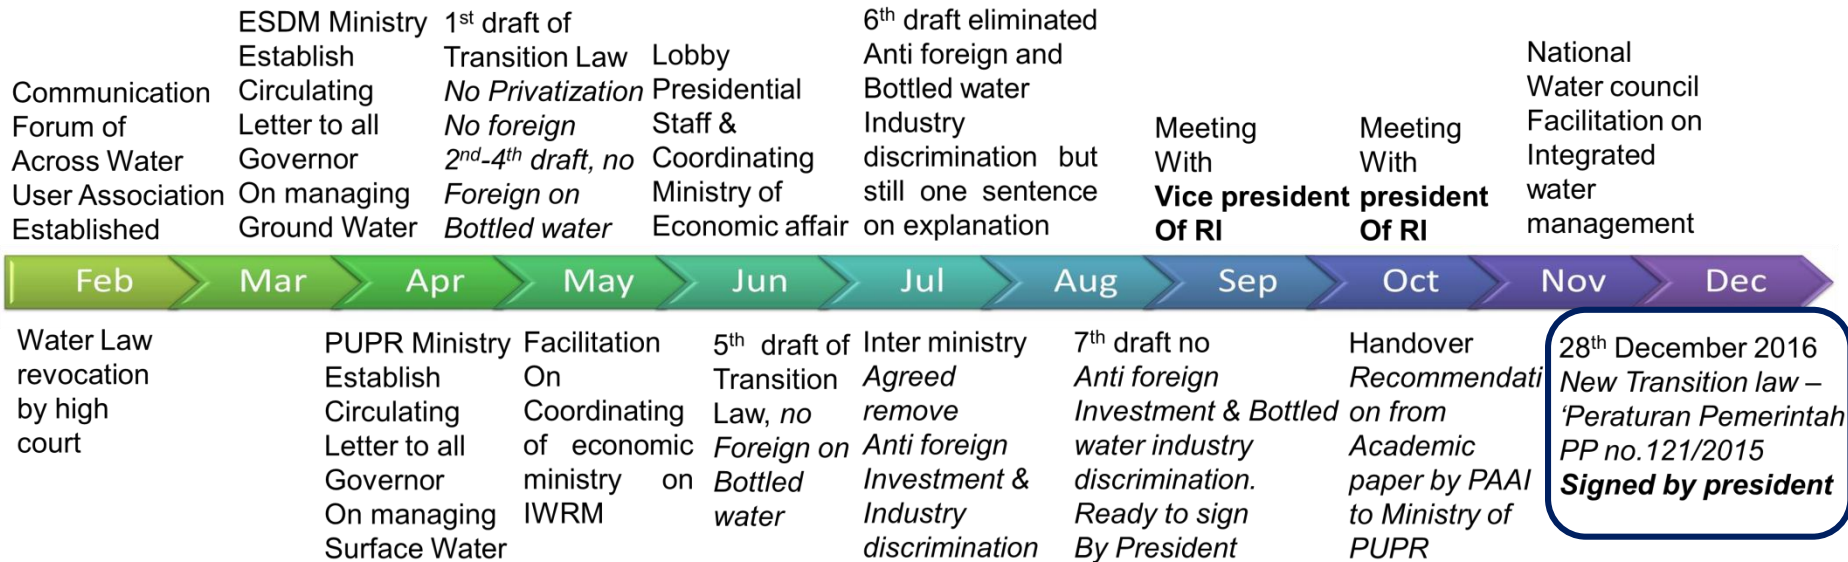 Communication
Forum of
Across Water
User Association
Established
ESDM Ministry
Establish
Circulating
Letter to all
Governor
On managing
Ground Water
1st draft of
Transition Law
No Privatization
No foreign
2nd-4th draft, no
Foreign on
Bottled water
Lobby
Presidential
Staff &
Coordinating
Ministry of
Economic affair
6th draft eliminated
Anti foreign and
Bottled water
Industry
discrimination but
still one sentence
on explanation
Meeting
With
Vice president
Of RI
Meeting
With
president
Of RI
National
Water council
Facilitation on
Integrated
water
management
Feb Mar Apr May Jun Jul Aug Sep Oct Nov Dec
Water Law
revocation
by high
court
PUPR Ministry
Establish
Circulating
Letter to all
Governor
On managing
Surface Water
Facilitation
On
Coordinating
of economic
ministry on
IWRM
5th draft of
Transition
Law, no
Foreign on
Bottled
water
Inter ministry
Agreed
remove
Anti foreign
Investment &
Industry
discrimination
7th draft no
Anti foreign
Investment & Bottled
water industry
discrimination.
Ready to sign
By President
Handover
Recommendati
on from
Academic
paper by PAAI
to Ministry of
PUPR
28th December 2016
New Transition law –
‘Peraturan Pemerintah
PP no.121/2015
Signed by president